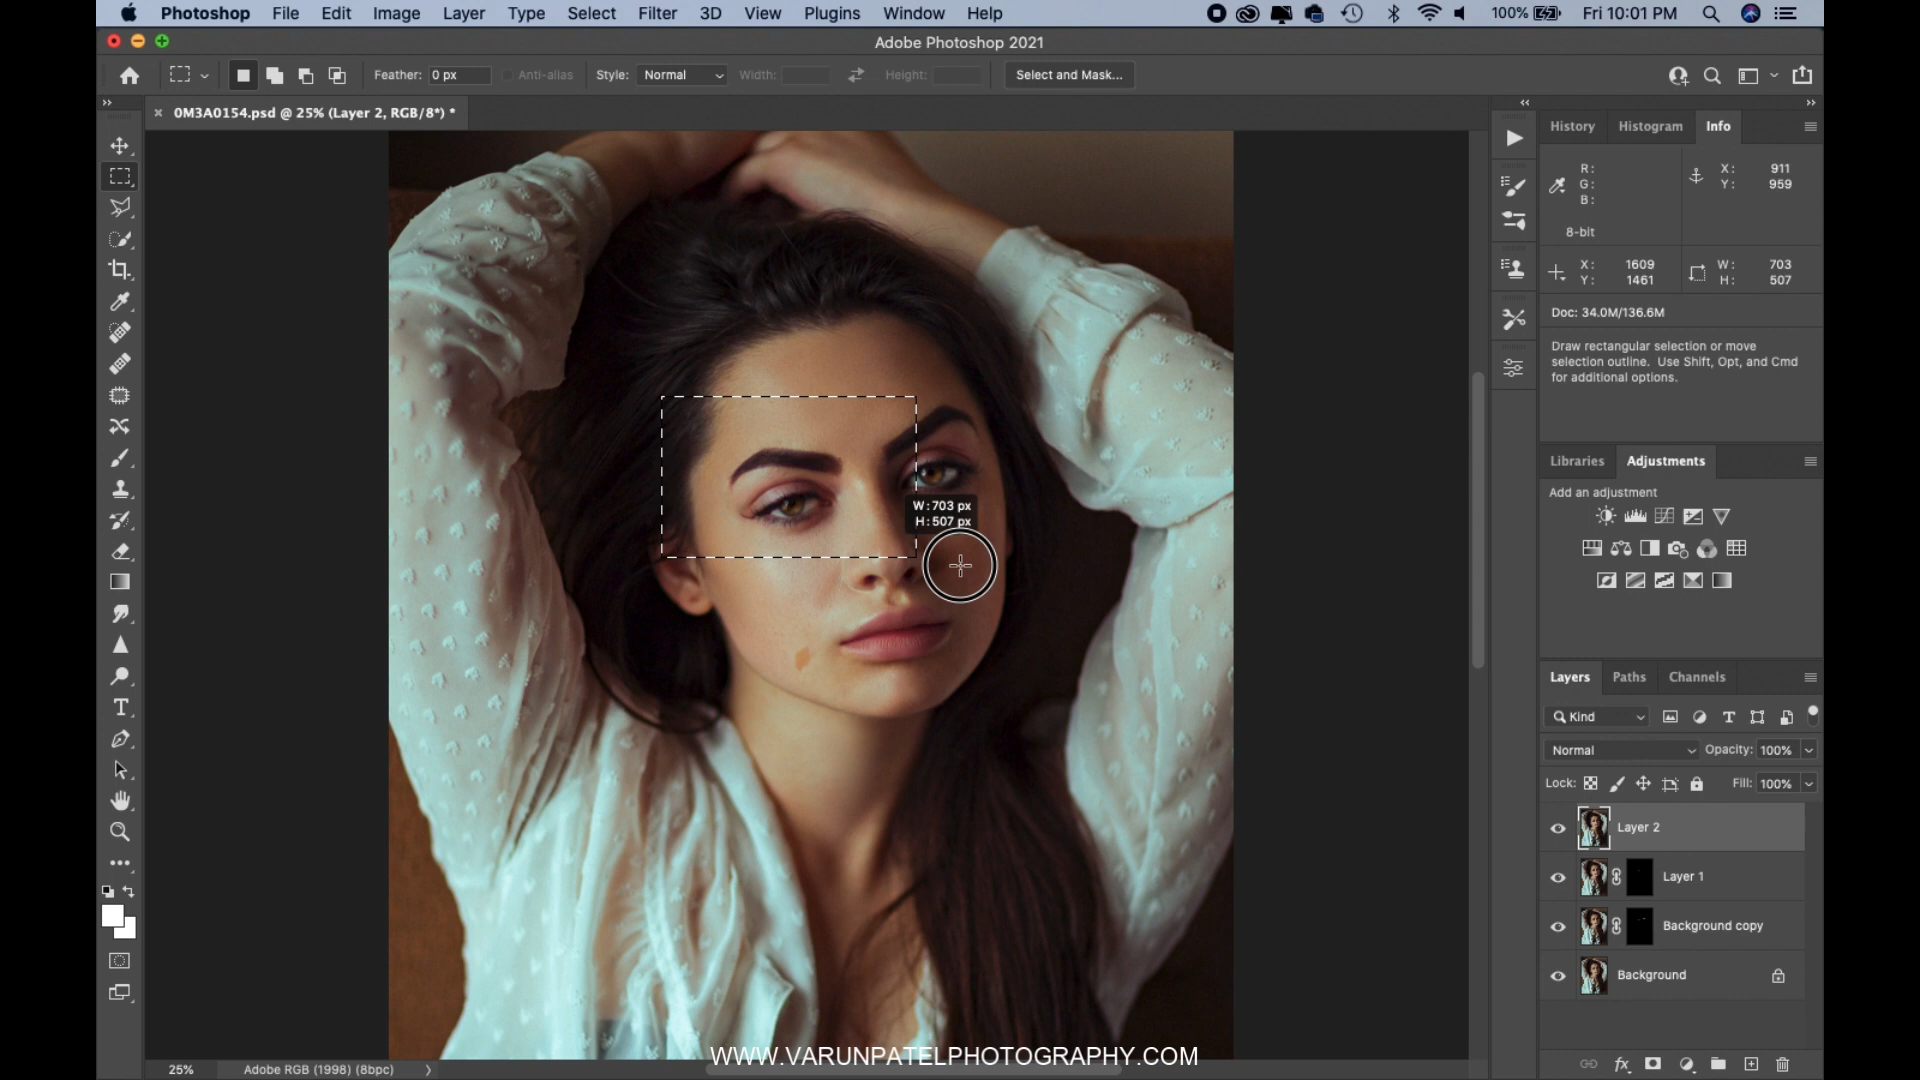 Photoshop File Edit Image Layer Type Select Filter 3D View Plugins Window Help 100% Fri 10:01 PM
Adobe Photoshop 2021
Feather: 0 px Anti-alias Style: Normal Width: Height: Select and Mask...
0M3A0154.psd @ 25% (Layer 2, RGB/8*) *
History Histogram Info
R:
G:
B:
X: 911
Y: 959
8-bit
X: 1609
Y: 1461
W: 703
H: 507
Doc: 34.0M/136.6M
Draw rectangular selection or move
selection outline. Use Shift, Opt, and Cmd
for additional options.
W: 703 px
H: 507 px
Libraries Adjustments
Add an adjustment
Layers Paths Channels
Kind
Normal Opacity: 100%
Lock: Fill: 100%
Layer 2
Layer 1
Background copy
Background
WWW.VARUNPATELPHOTOGRAPHY.COM
25% Adobe RGB (1998) (8bpc)